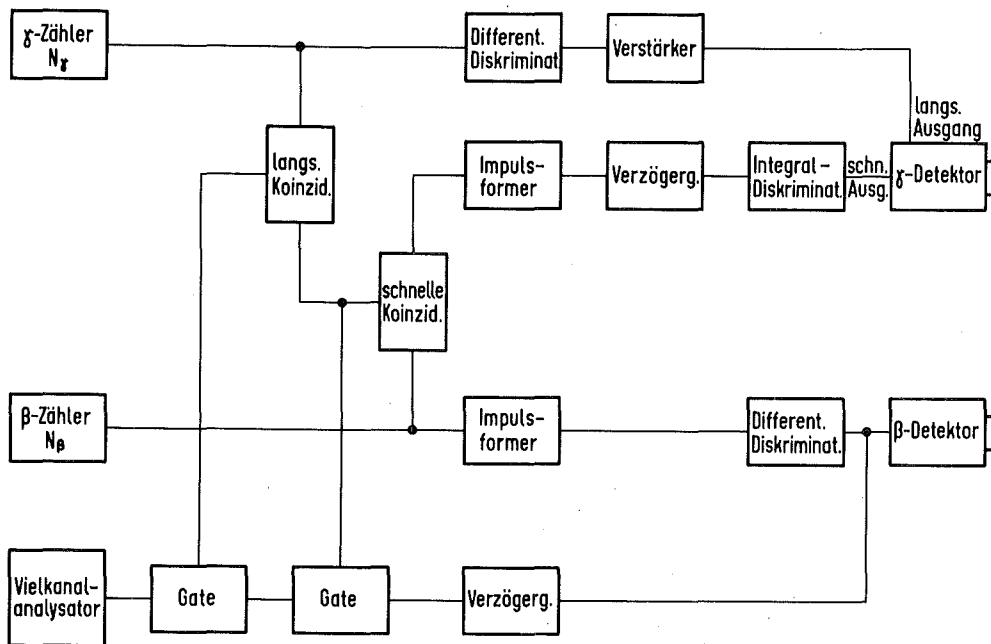 γ-Zähler
Nγ
Different.
Diskriminat.
Verstärker
langs.
Ausgang
langs.
Koinzid.
Impuls-
former
Verzögerg.
Integral-
Diskriminat.
schn.
Ausg.
γ-Detektor
schnelle
Koinzid.
β-Zähler
Nβ
Impuls-
former
Different.
Diskriminat.
β-Detektor
Vielkanal-
analysator
Gate
Gate
Verzögerg.